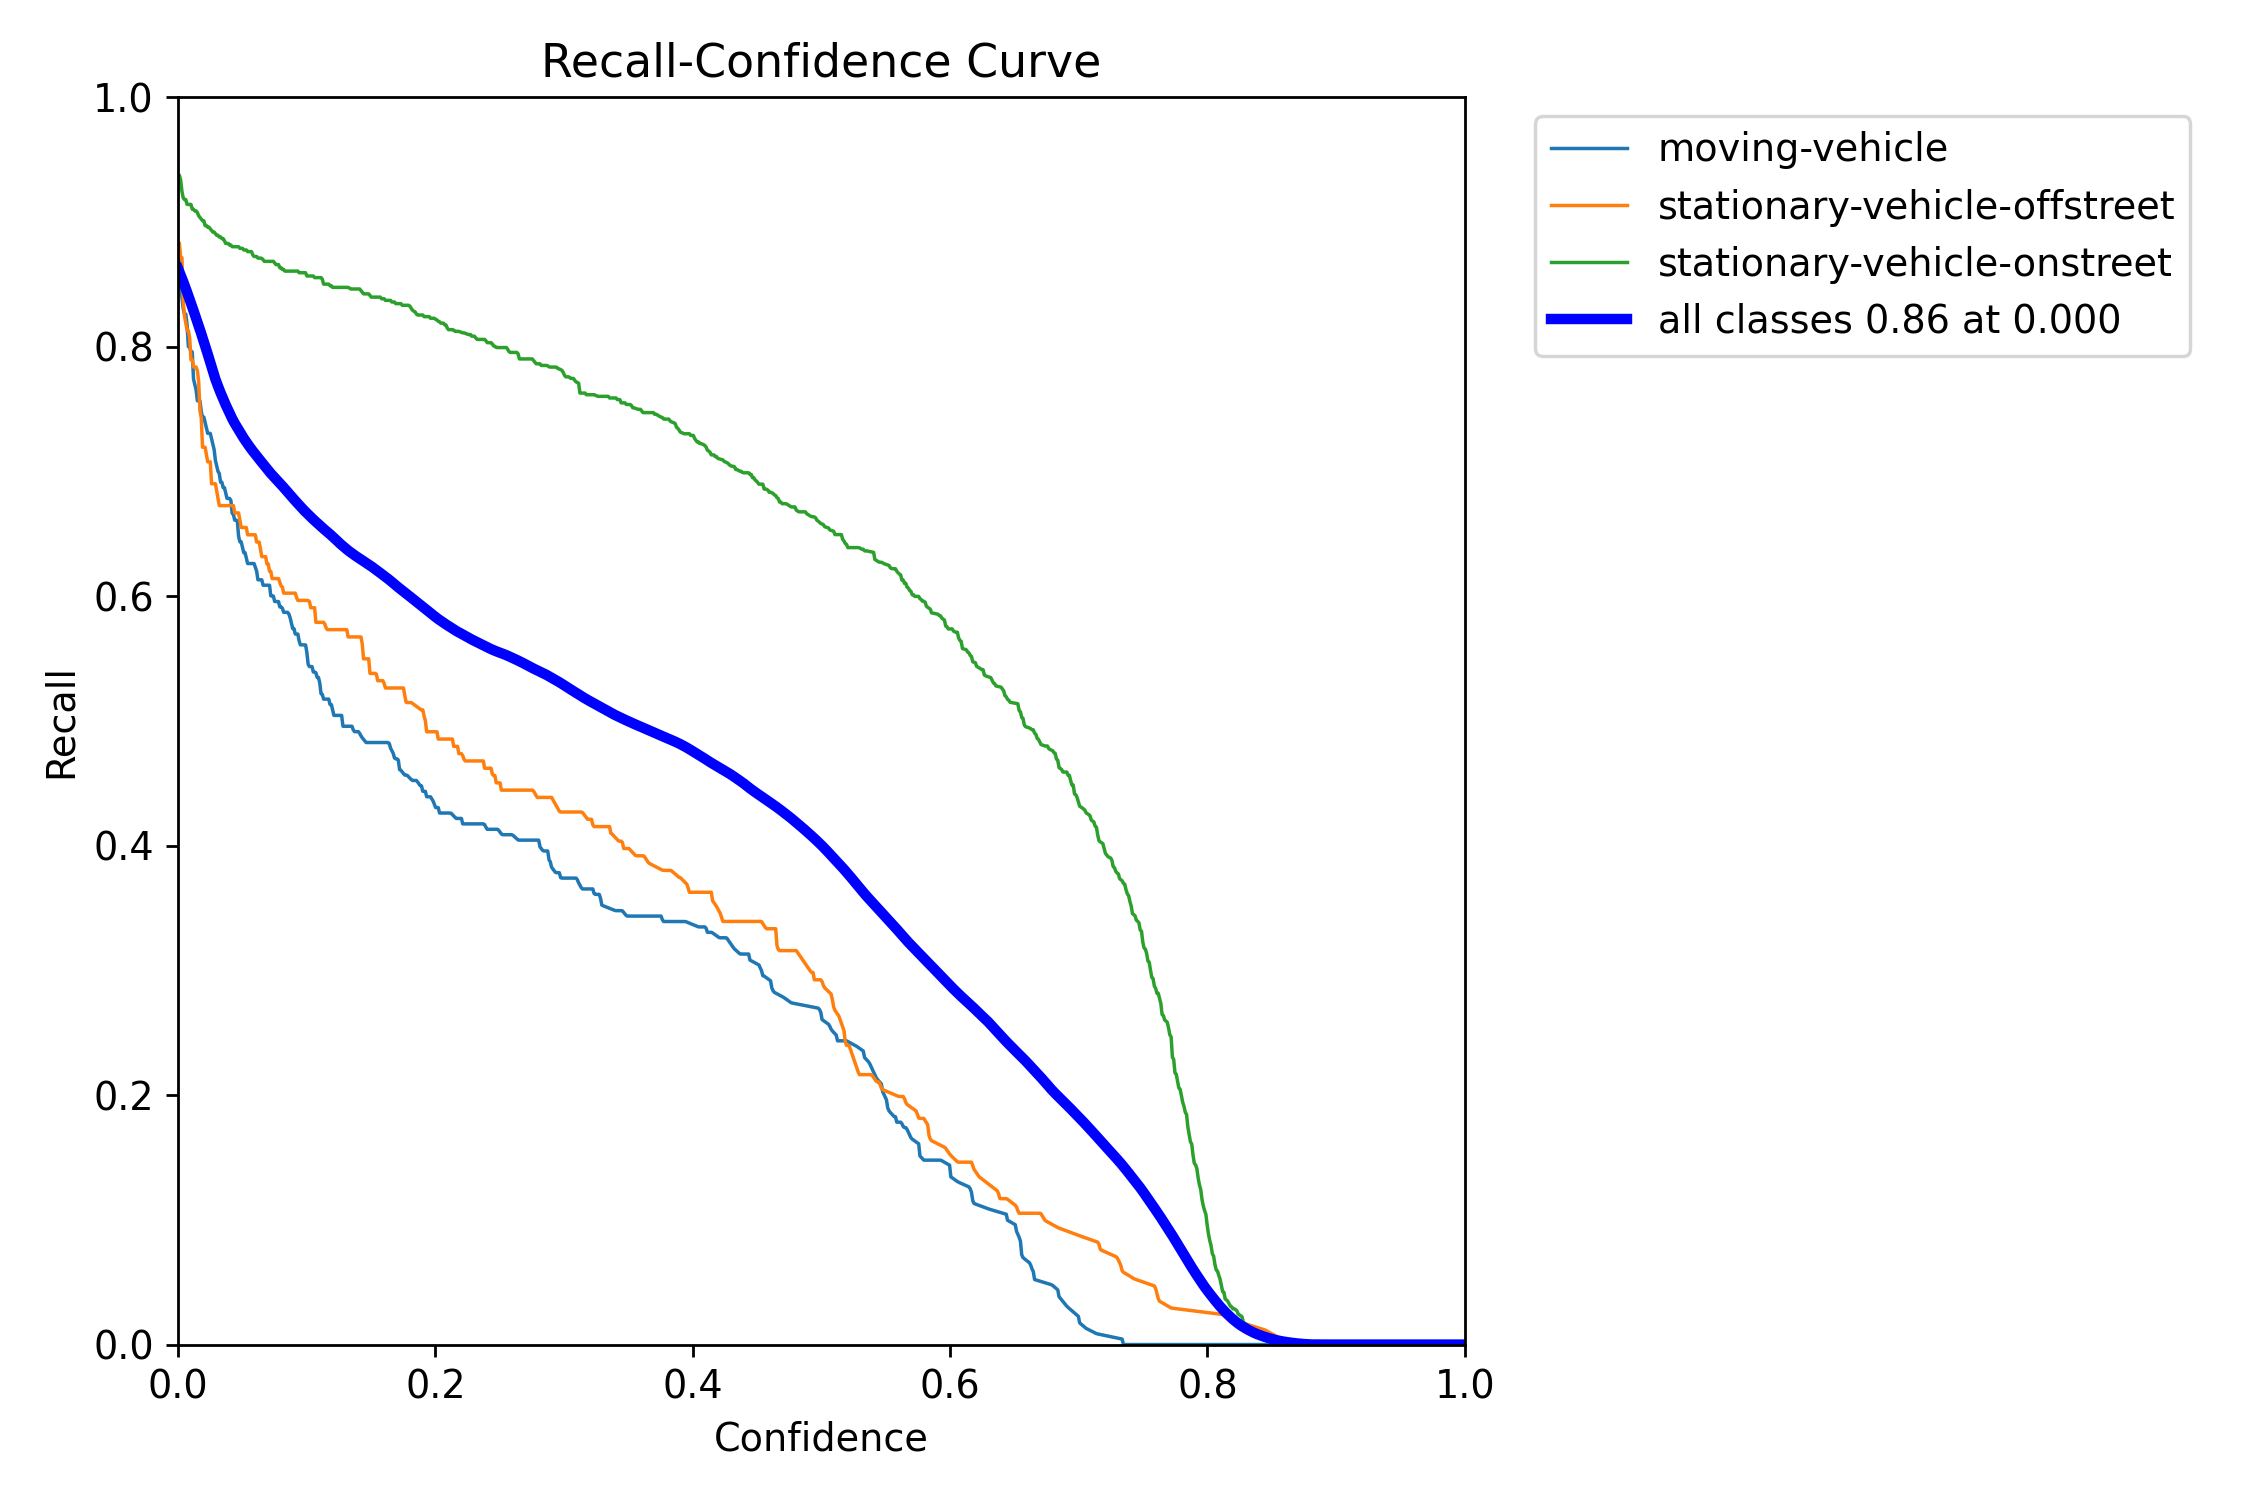 Recall-Confidence Curve
1.0
0.8
0.6
0.4
0.2
0.0
Recall
0.0 0.2 0.4 0.6 0.8 1.0
Confidence
moving-vehicle
stationary-vehicle-offstreet
stationary-vehicle-onstreet
all classes 0.86 at 0.000